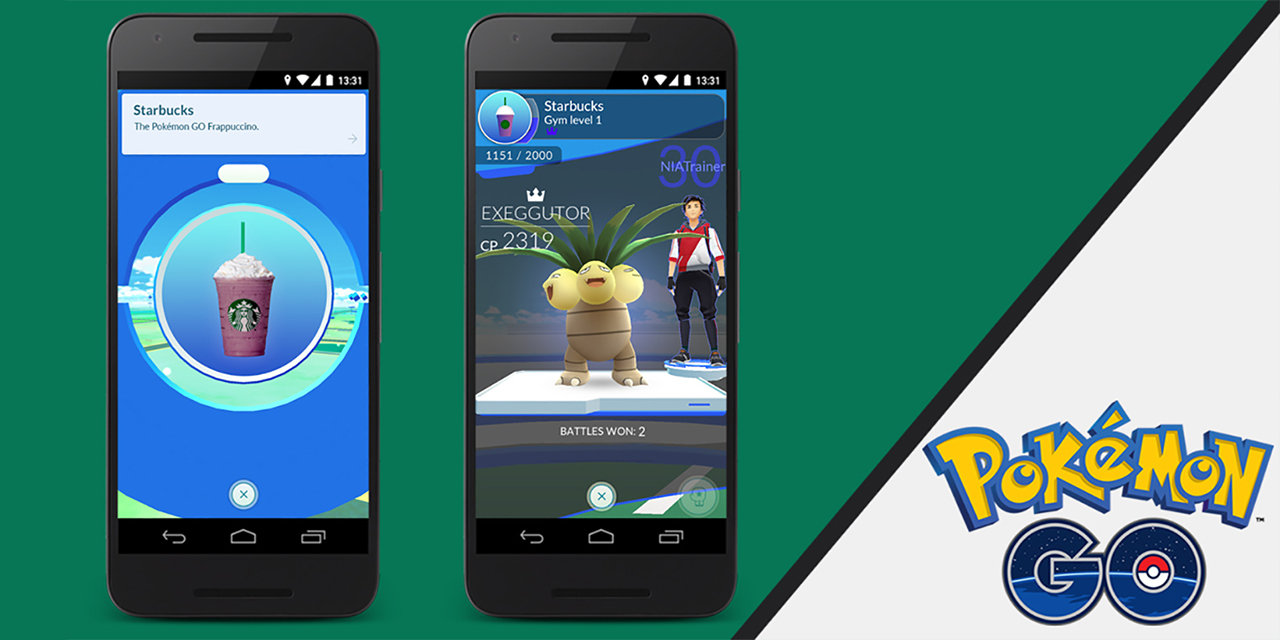 13:31
Starbucks
The Pokémon GO Frappuccino.
13:31
Starbucks
Gym level 1
1151 / 2000
30
NIATrainer
EXEGGUTOR
CP 2319
BATTLES WON: 2
POKéMON
™
GO